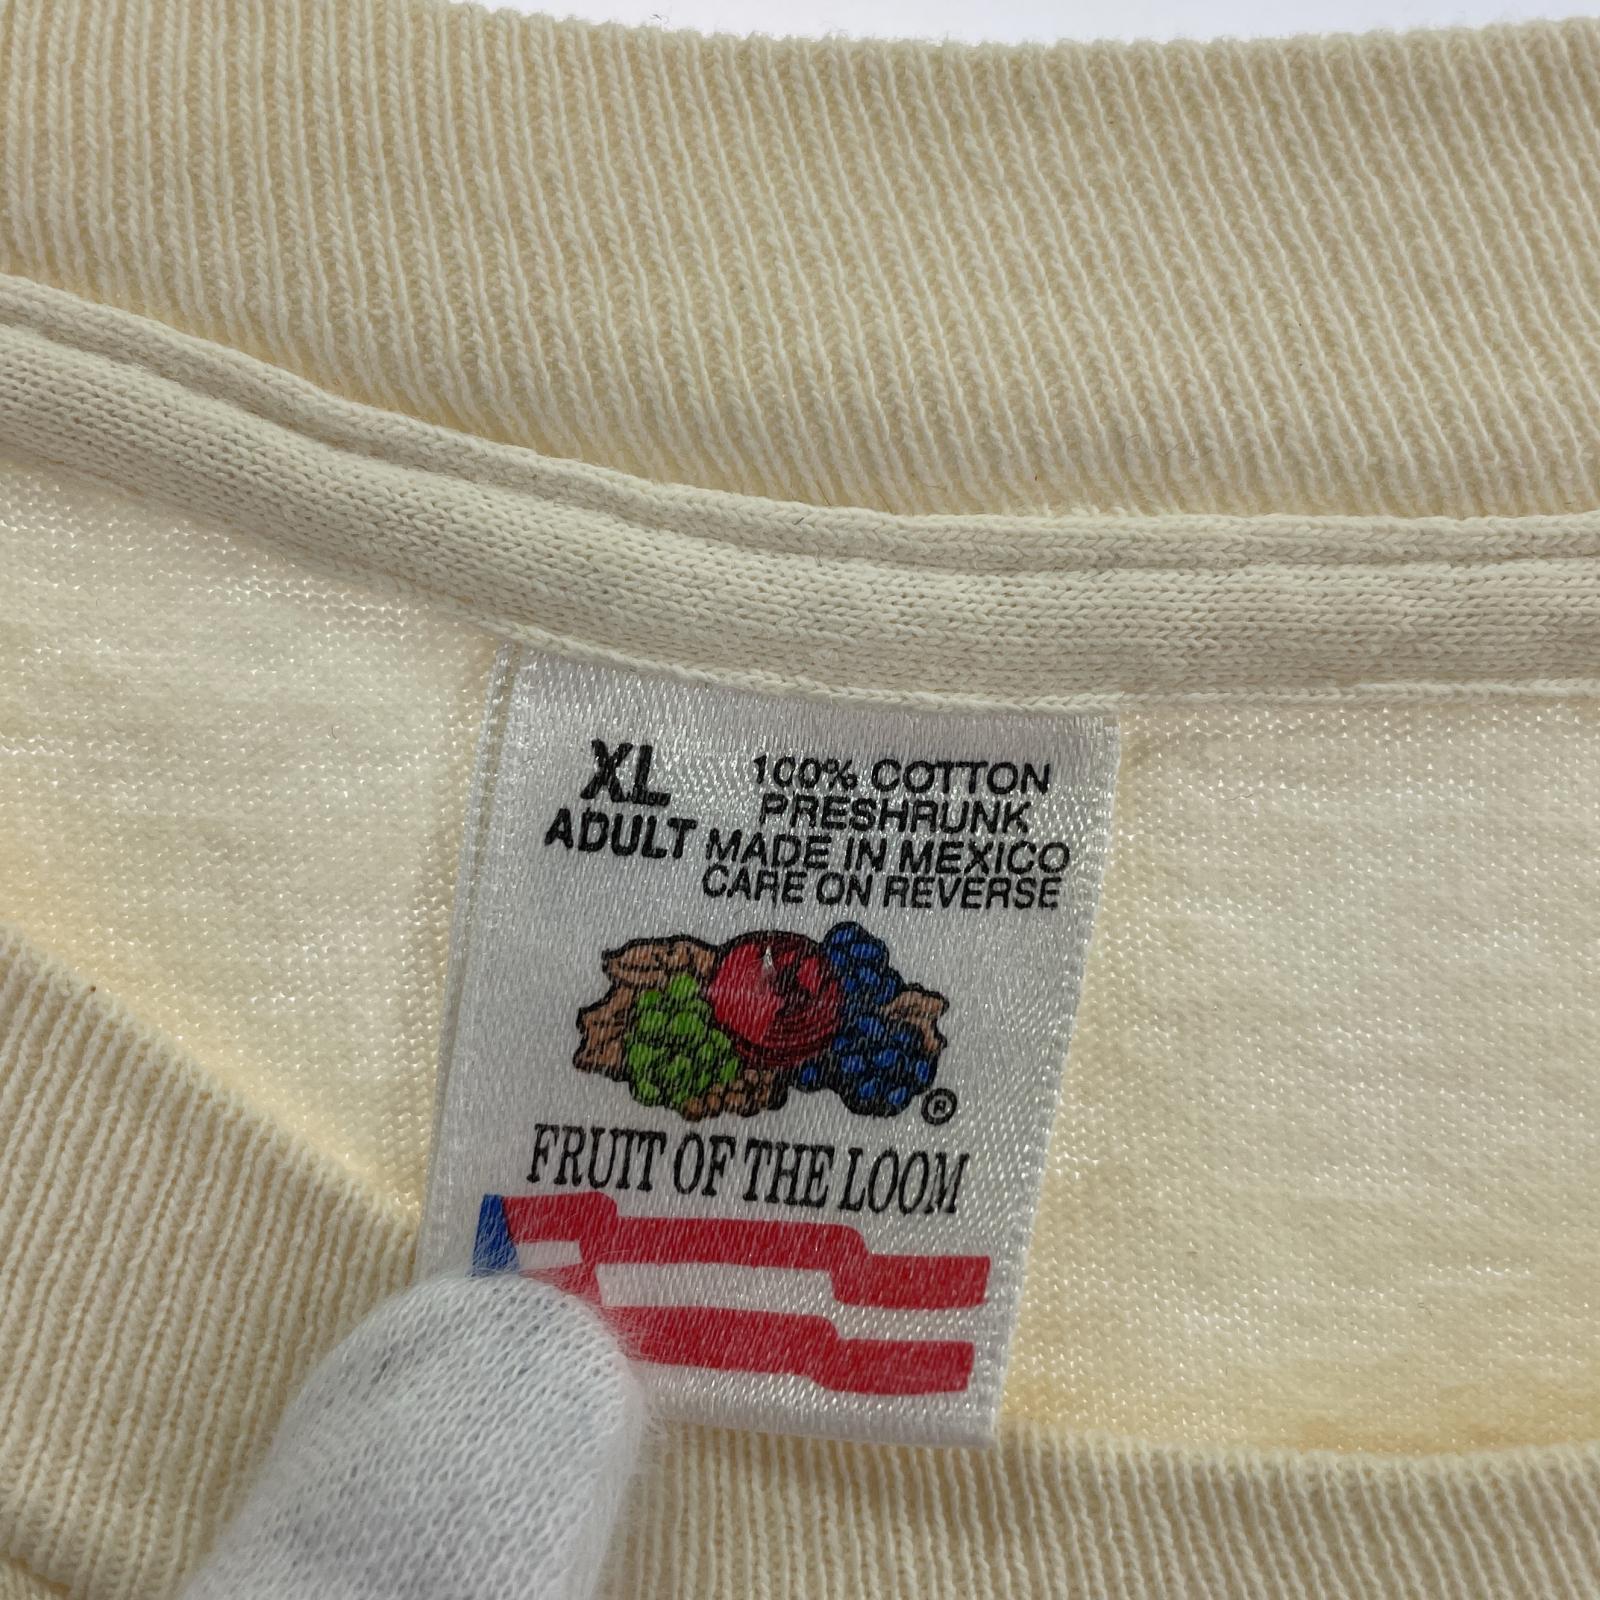 XL
ADULT
100% COTTON
PRESHRUNK
MADE IN MEXICO
CARE ON REVERSE
®
FRUIT OF THE LOOM